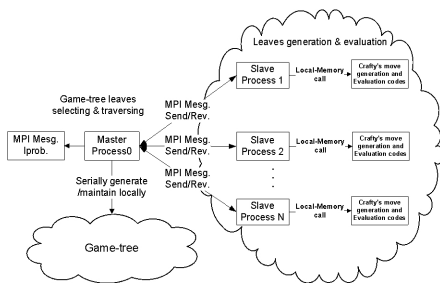 Leaves generation & evaluation
Game-tree leaves
selecting & traversing
MPI Mesg.
Send/Rev.
Slave
Process 1
Local-Memory
call
Crafty's move
generation and
Evaluation codes
MPI Mesg.
Iprob.
Master
Process0
MPI Mesg.
Send/Rev.
Slave
Process 2
Local-Memory
call
Crafty's move
generation and
Evaluation codes
MPI Mesg.
Send/Rev.
Serially generate
/maintain locally
Slave
Process N
Local-Memory
call
Crafty's move
generation and
Evaluation codes
Game-tree